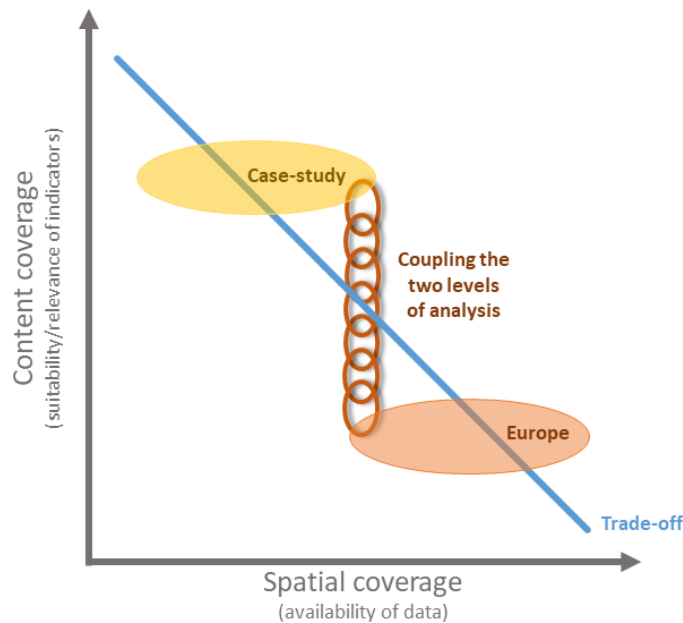 Content coverage
(suitability/relevance of indicators)
Case-study
Coupling the
two levels
of analysis
Europe
Trade-off
Spatial coverage
(availability of data)